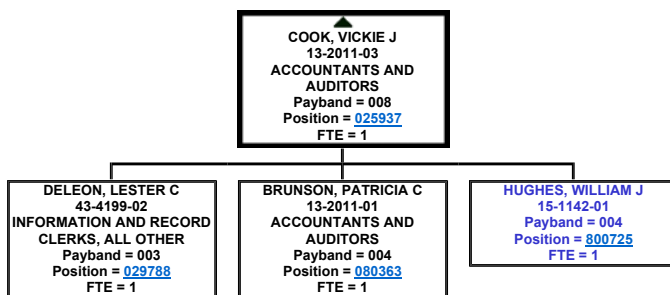 COOK, VICKIE J
13-2011-03
ACCOUNTANTS AND
AUDITORS
Payband = 008
Position = 025937
FTE = 1
DELEON, LESTER C
43-4199-02
INFORMATION AND RECORD
CLERKS, ALL OTHER
Payband = 003
Position = 029788
FTE = 1
BRUNSON, PATRICIA C
13-2011-01
ACCOUNTANTS AND
AUDITORS
Payband = 004
Position = 080363
FTE = 1
HUGHES, WILLIAM J
15-1142-01
Payband = 004
Position = 800725
FTE = 1